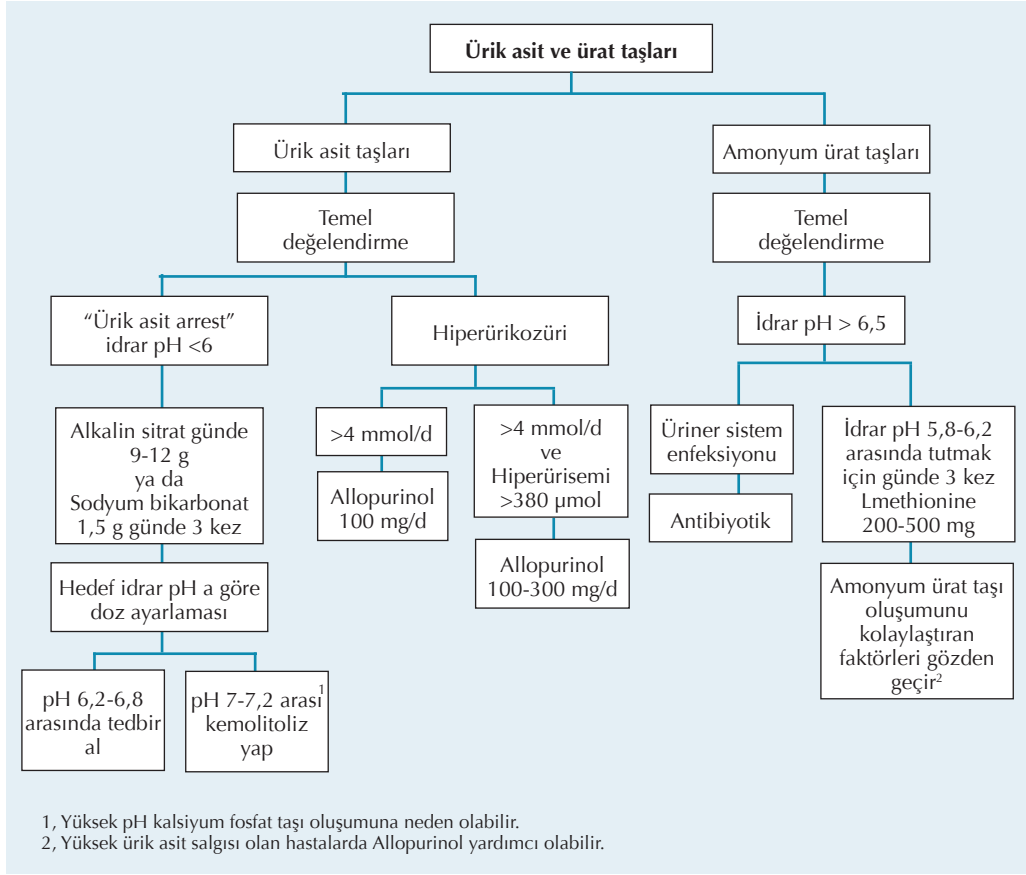 Ürik asit ve ürat taşları
Ürik asit taşları
Amonyum ürat taşları
Temel
değelendirme
Temel
değelendirme
“Ürik asit arrest”
idrar pH <6
Hiperürikozüri
İdrar pH > 6,5
Alkalin sitrat günde
9-12 g
ya da
Sodyum bikarbonat
1,5 g günde 3 kez
>4 mmol/d
>4 mmol/d
ve
Hiperürisemi
>380 µmol
Üriner sistem
enfeksiyonu
İdrar pH 5,8-6,2
arasında tutmak
için günde 3 kez
Lmethionine
200-500 mg
Allopurinol
100 mg/d
Antibiyotik
Allopurinol
100-300 mg/d
Hedef idrar pH a göre
doz ayarlaması
Amonyum ürat taşı
oluşumunu
kolaylaştıran
faktörleri gözden
geçir²
pH 6,2-6,8
arasında tedbir
al
pH 7-7,2 arası¹
kemolitoliz
yap
1, Yüksek pH kalsiyum fosfat taşı oluşumuna neden olabilir.
2, Yüksek ürik asit salgısı olan hastalarda Allopurinol yardımcı olabilir.